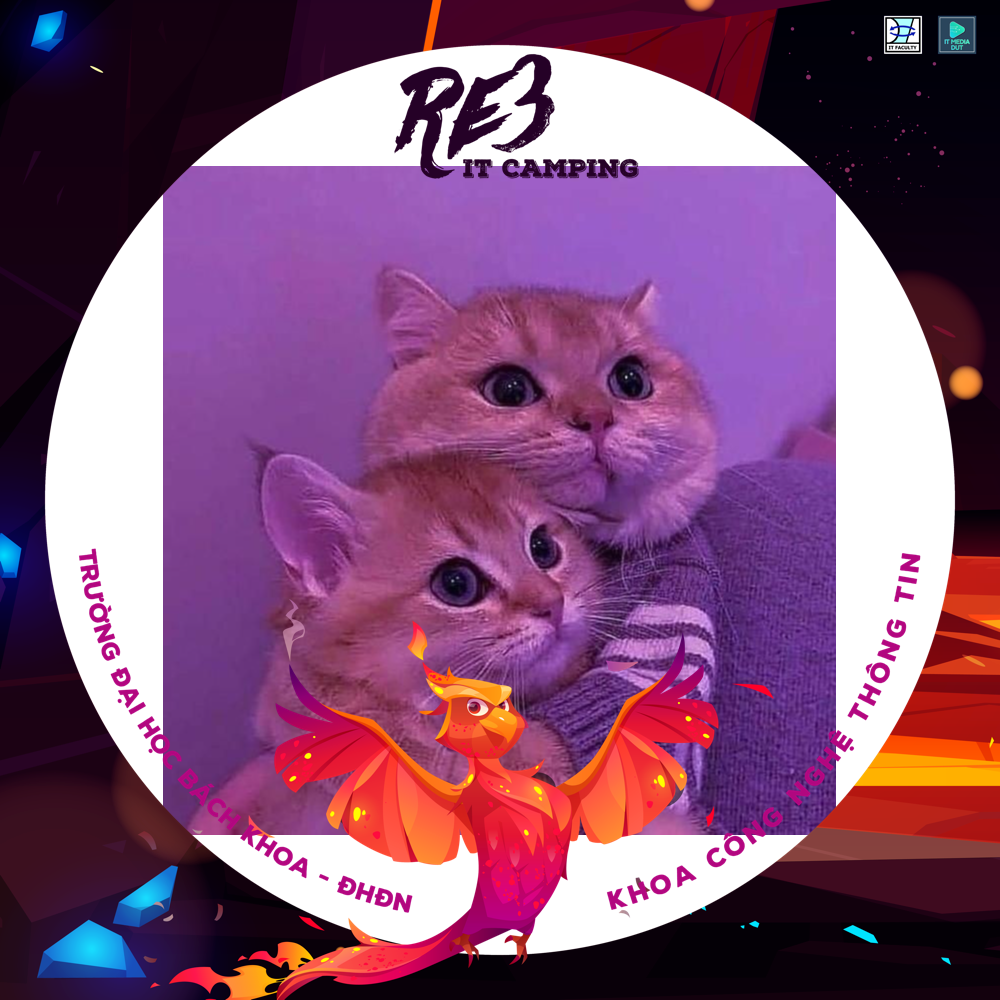 RE3
IT CAMPING
IT FACULTY
IT MEDIA
DUT
TRƯỜNG ĐẠI HỌC BÁCH KHOA - ĐHĐN
KHOA CÔNG NGHỆ THÔNG TIN